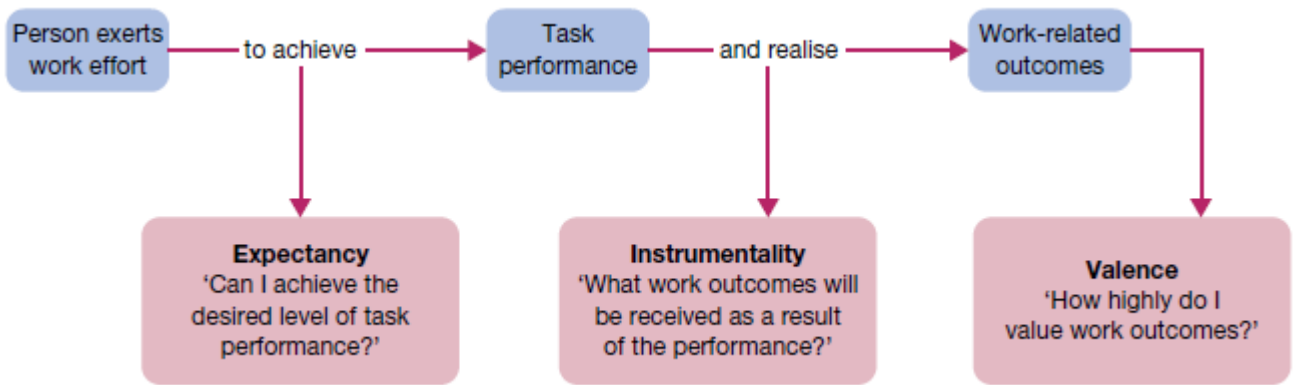 Person exerts
work effort
to achieve
Task
performance
and realise
Work-related
outcomes
Expectancy
‘Can I achieve the
desired level of task
performance?’
Instrumentality
‘What work outcomes will
be received as a result
of the performance?’
Valence
‘How highly do I
value work outcomes?’